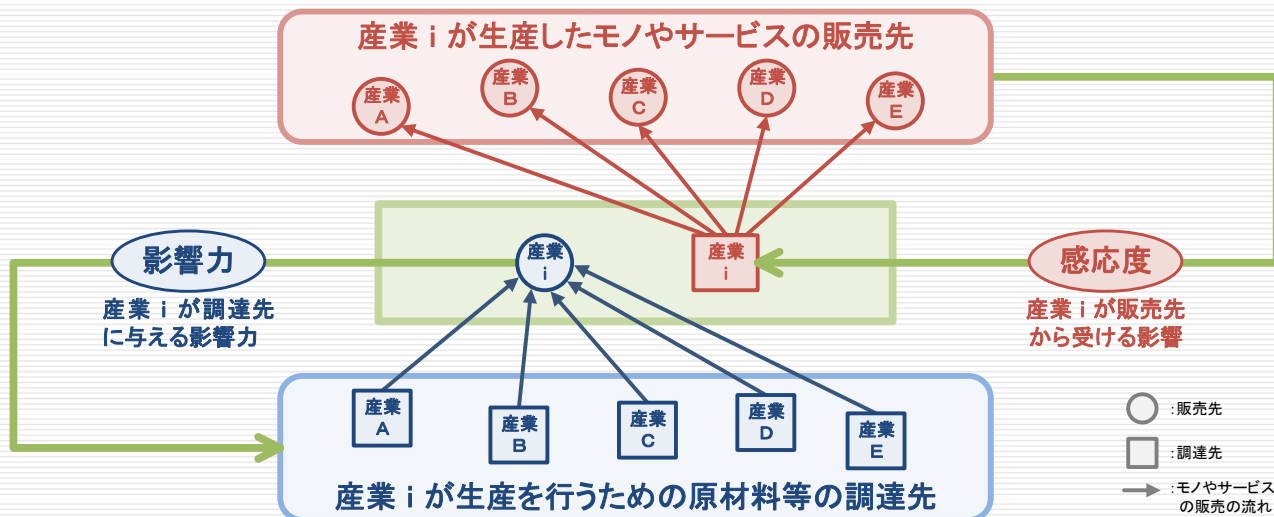 産業ｉが生産したモノやサービスの販売先
産業
A
産業
B
産業
C
産業
D
産業
E
影響力
産業ｉが調達先
に与える影響力
産業
i
産業
i
感応度
産業ｉが販売先
から受ける影響
産業
A
産業
B
産業
C
産業
D
産業
E
産業ｉが生産を行うための原材料等の調達先
:販売先
:調達先
:モノやサービス
の販売の流れ